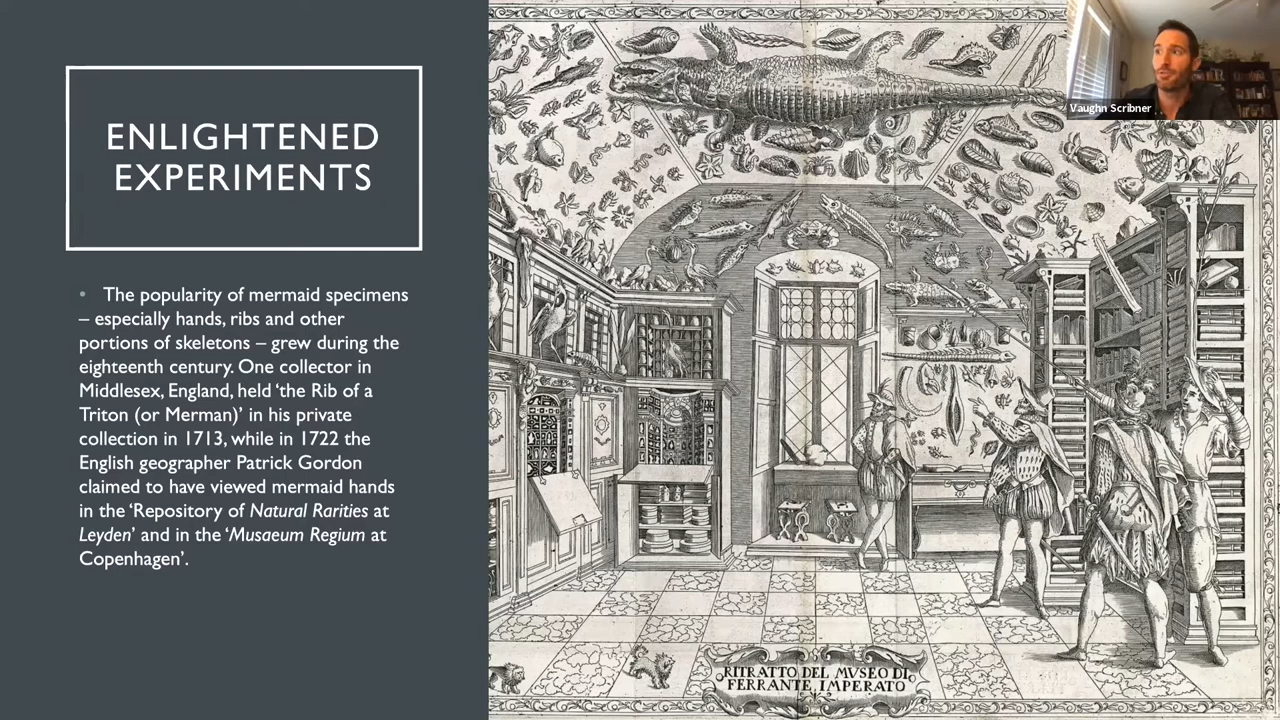 ENLIGHTENED
EXPERIMENTS
• The popularity of mermaid specimens
– especially hands, ribs and other
portions of skeletons – grew during the
eighteenth century. One collector in
Middlesex, England, held ‘the Rib of a
Triton (or Merman)’ in his private
collection in 1713, while in 1722 the
English geographer Patrick Gordon
claimed to have viewed mermaid hands
in the ‘Repository of Natural Rarities at
Leyden’ and in the ‘Musaeum Regium at
Copenhagen’.
Vaughn Scribner
RITRATTO DEL MVSEO DI
FERRANTE IMPERATO